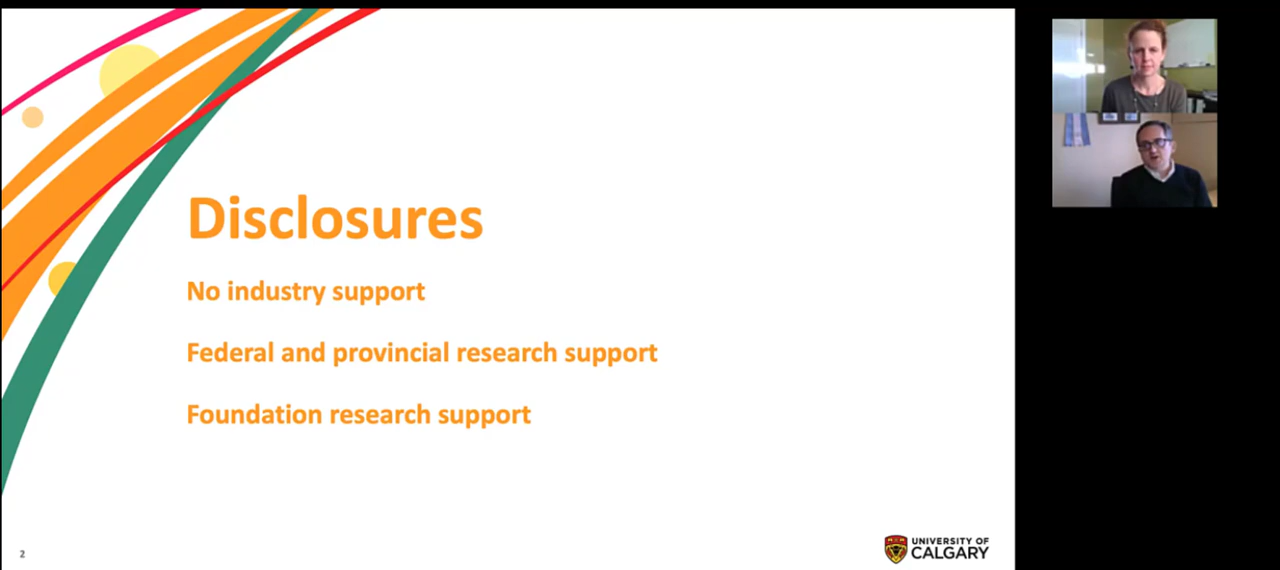 Disclosures
No industry support
Federal and provincial research support
Foundation research support
2
UNIVERSITY OF
CALGARY